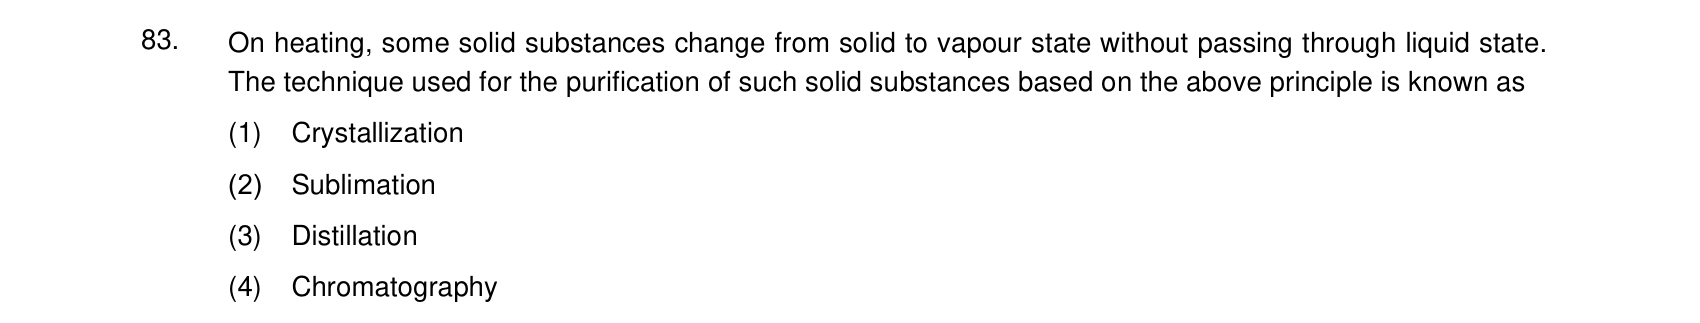 83. On heating, some solid substances change from solid to vapour state without passing through liquid state.
The technique used for the purification of such solid substances based on the above principle is known as
(1) Crystallization
(2) Sublimation
(3) Distillation
(4) Chromatography